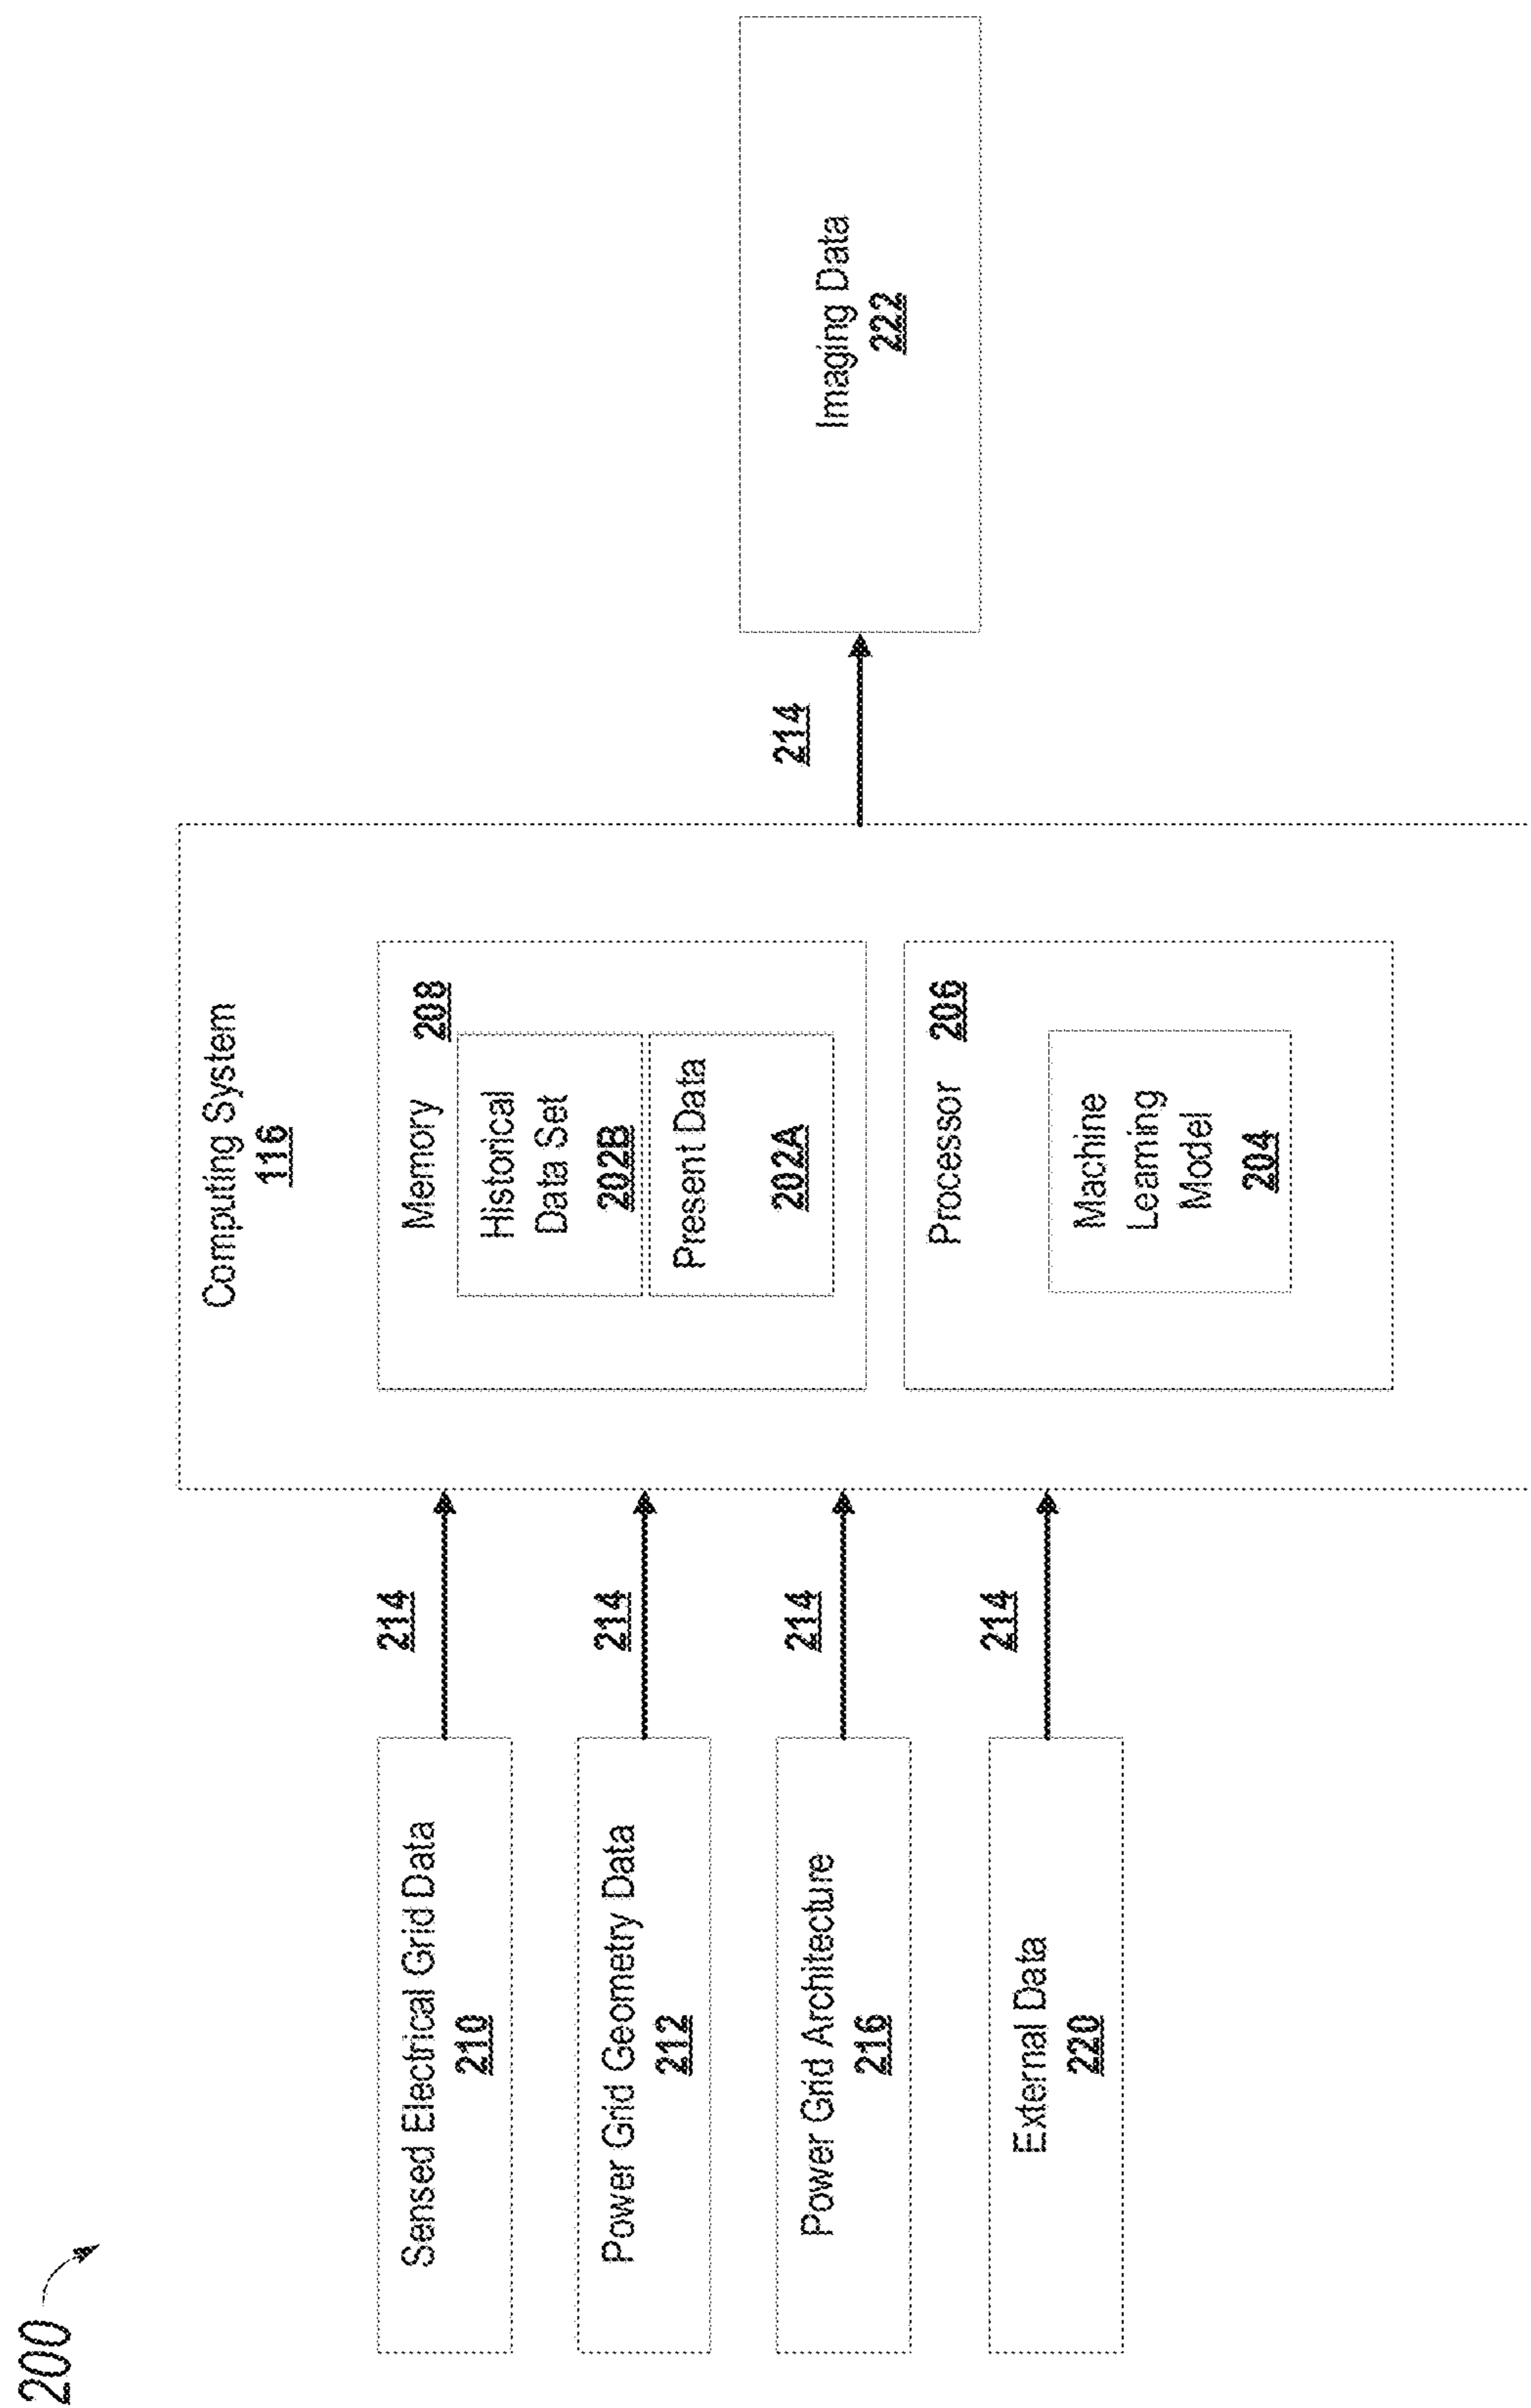 200
Sensed Electrical Grid Data
210
Power Grid Geometry Data
212
Power Grid Architecture
216
External Data
220
214
214
214
214
Computing System
116
Memory 208
Historical
Data Set
202B
Present Data
202A
Processor 206
Machine
Learning
Model
204
214
Imaging Data
222